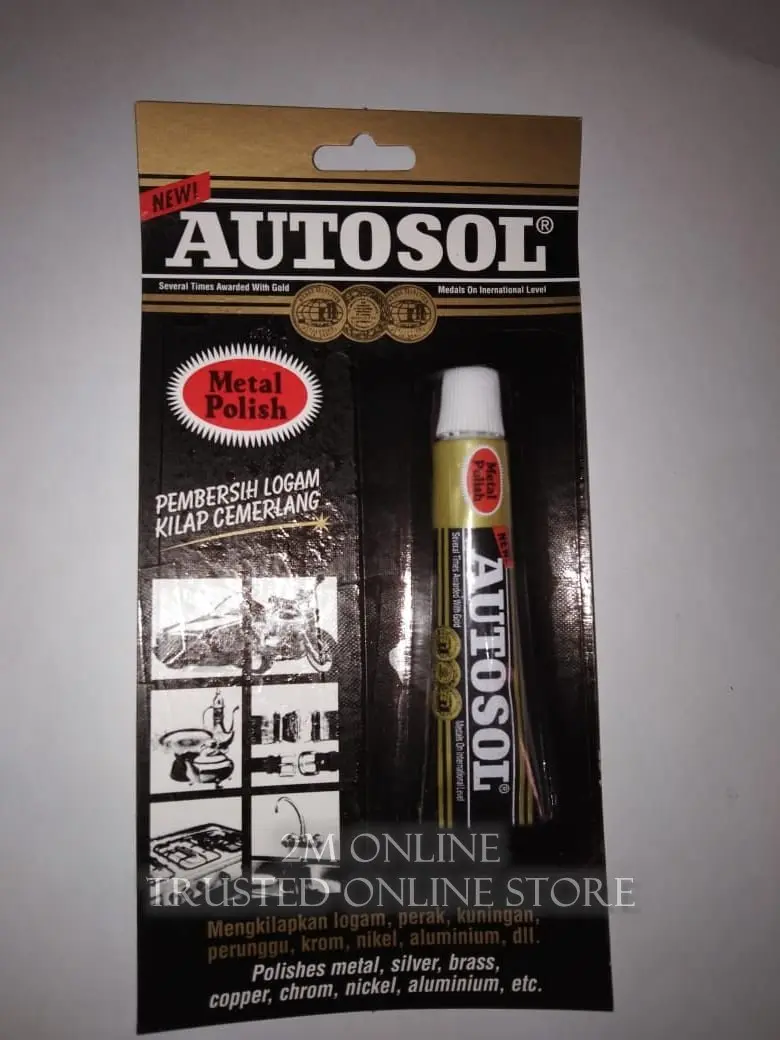 NEW!
AUTOSOL®
Several Times Awarded With Gold
Medals On Inernational Level
Metal
Polish
PEMBERSIH LOGAM
KILAP CEMERLANG
Metal
Polish
NEW!
AUTOSOL®
Several Times Awarded With Gold
Medals On International Level
2M ONLINE
TRUSTED ONLINE STORE
Mengkilapkan logam, perak, kuningan,
perunggu, krom, nikel, aluminium, dll.
Polishes metal, silver, brass,
copper, chrom, nickel, aluminium, etc.